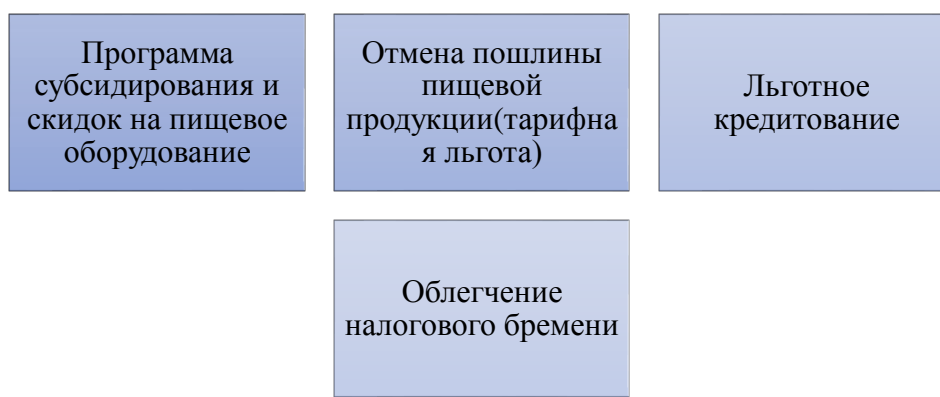 Программа
субсидирования и
скидок на пищевое
оборудование
Отмена пошлины
пищевой
продукции(тарифна
я льгота)
Льготное
кредитование
Облегчение
налогового бремени